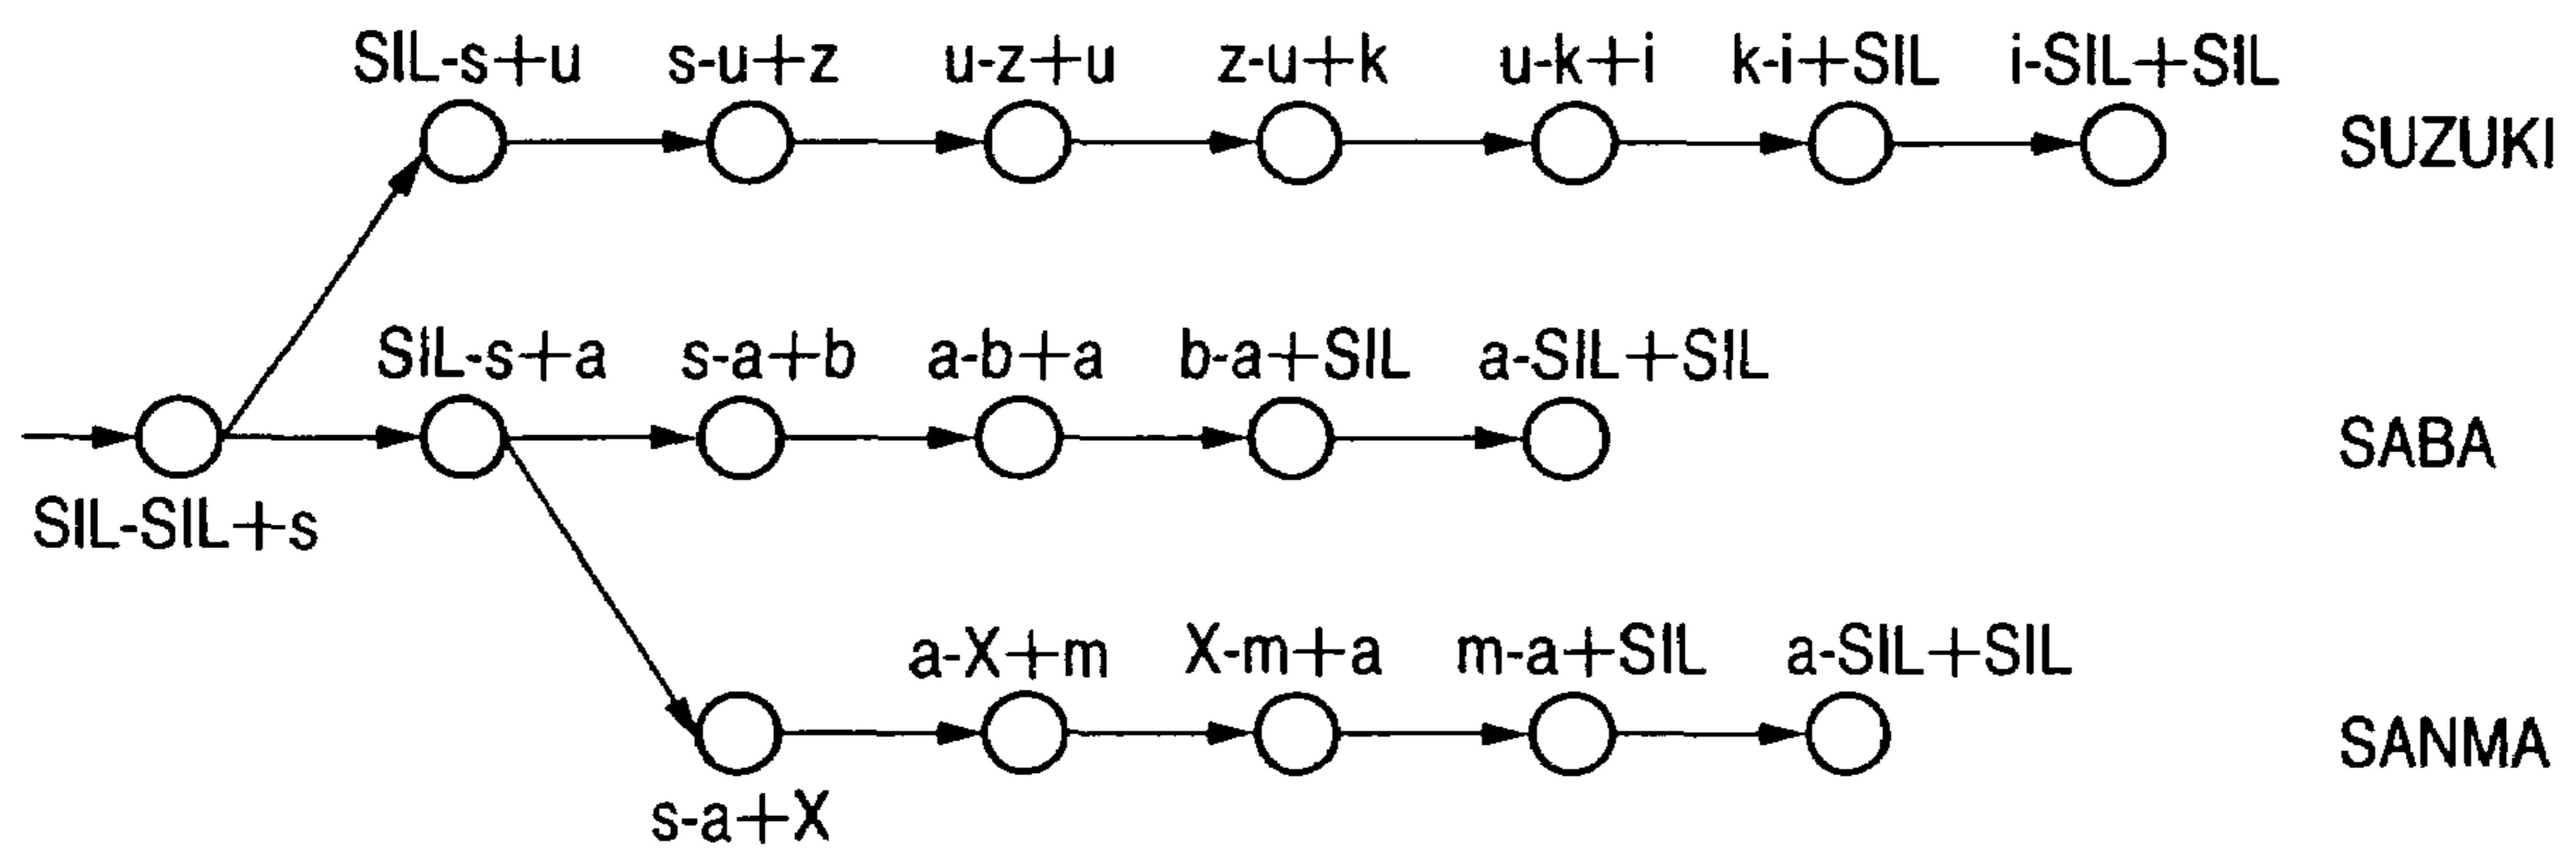 SIL-s+u s-u+z u-z+u z-u+k u-k+i k-i+SIL i-SIL+SIL
SUZUKI
SIL-s+a s-a+b a-b+a b-a+SIL a-SIL+SIL
SABA
SIL-SIL+s
a-X+m X-m+a m-a+SIL a-SIL+SIL
SANMA
s-a+X